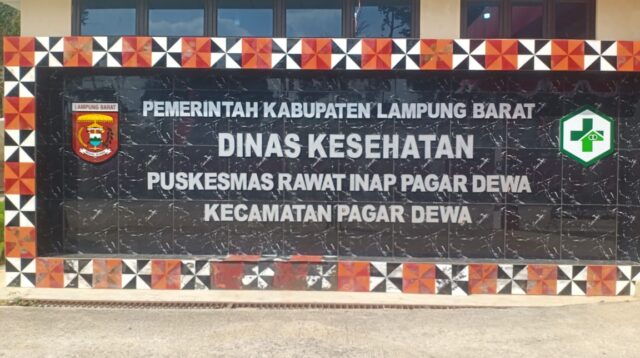 LAMPUNG BARAT
PEMERINTAH KABUPATEN LAMPUNG BARAT
DINAS KESEHATAN
PUSKESMAS RAWAT INAP PAGAR DEWA
KECAMATAN PAGAR DEWA